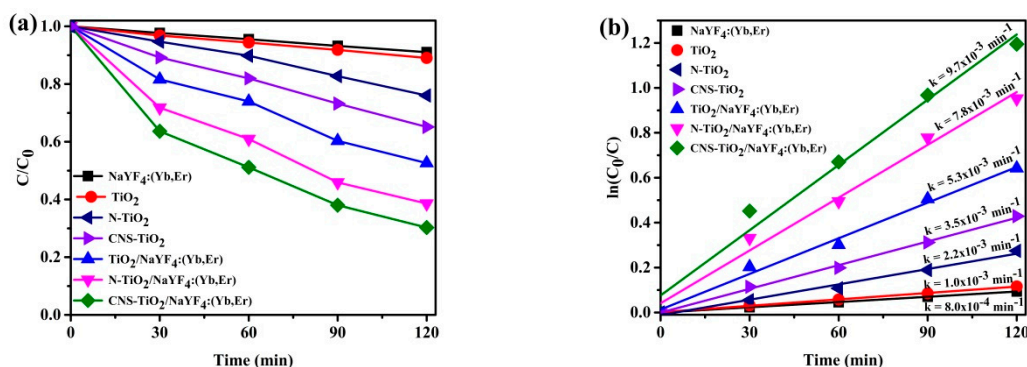 (a)
C/C0
1.0
0.8
0.6
0.4
0.2
0.0
NaYF4:(Yb,Er)
TiO2
N-TiO2
CNS-TiO2
TiO2/NaYF4:(Yb,Er)
N-TiO2/NaYF4:(Yb,Er)
CNS-TiO2/NaYF4:(Yb,Er)
0 30 60 90 120
Time (min)
(b)
ln(C0/C)
1.2
1.0
0.8
0.6
0.4
0.2
0.0
NaYF4:(Yb,Er)
TiO2
N-TiO2
CNS-TiO2
TiO2/NaYF4:(Yb,Er)
N-TiO2/NaYF4:(Yb,Er)
CNS-TiO2/NaYF4:(Yb,Er)
k = 9.7x10-3 min-1
k = 7.8x10-3 min-1
k = 5.3x10-3 min-1
k = 3.5x10-3 min-1
k = 2.2x10-3 min-1
k = 1.0x10-3 min-1
k = 8.0x10-4 min-1
0 30 60 90 120
Time (min)